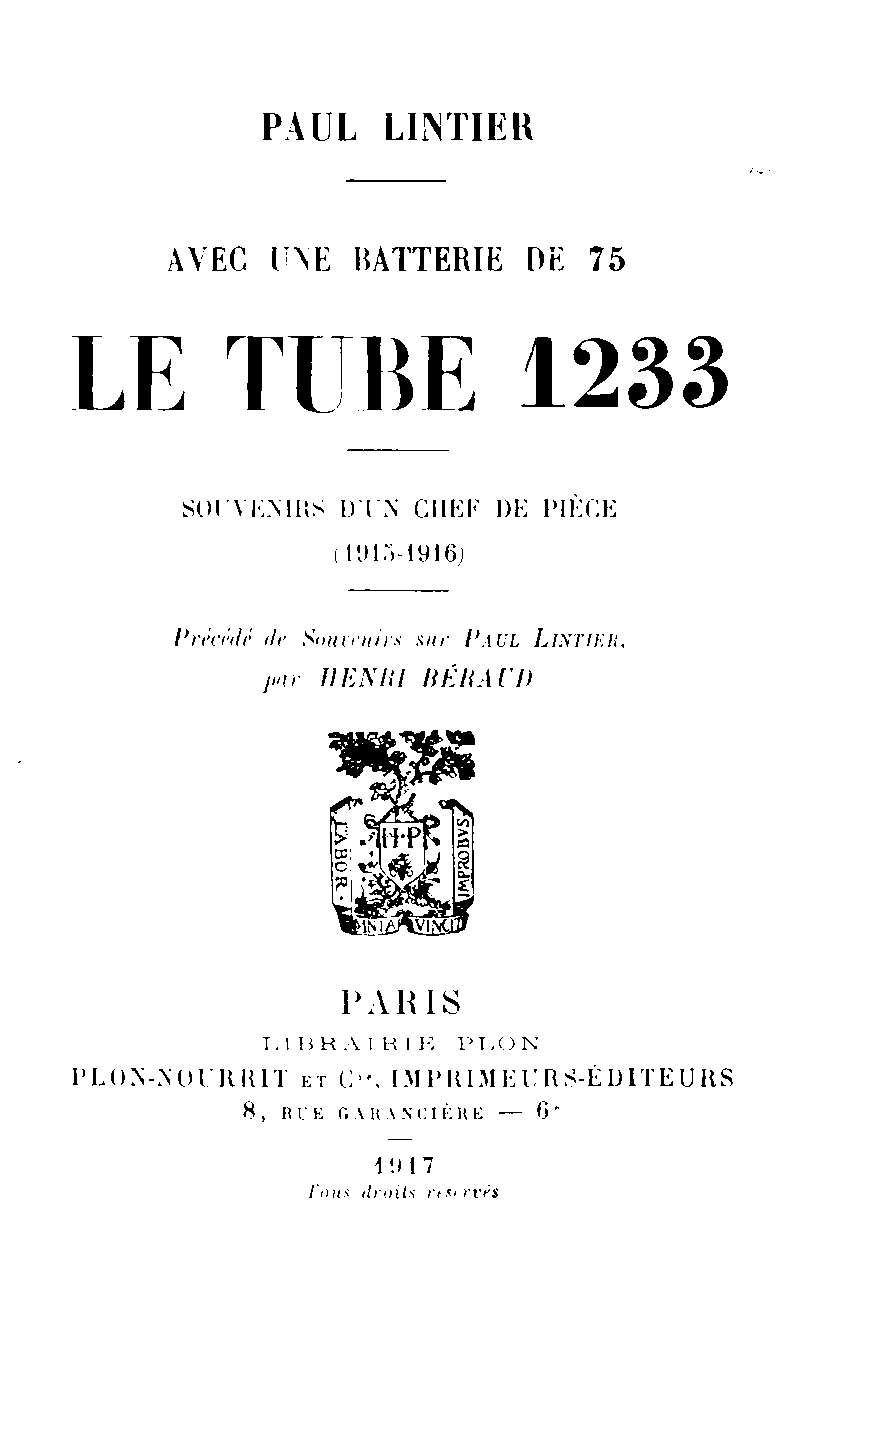 PAUL LINTIER
AVEC UNE BATTERIE DE 75
LE TUBE 1233
SOUVENIRS D'UN CHEF DE PIÈCE
(1915-1916)
Précédé de Souvenirs sur PAUL LINTIER,
par HENRI BÉRAUD
LABOR
H·P
IMPROBVS
OMNIA VINCIT
PARIS
LIBRAIRIE PLON
PLON-NOURRIT ET Cie, IMPRIMEURS-ÉDITEURS
8, RUE GARANCIÈRE — 6e
1917
Tous droits réservés